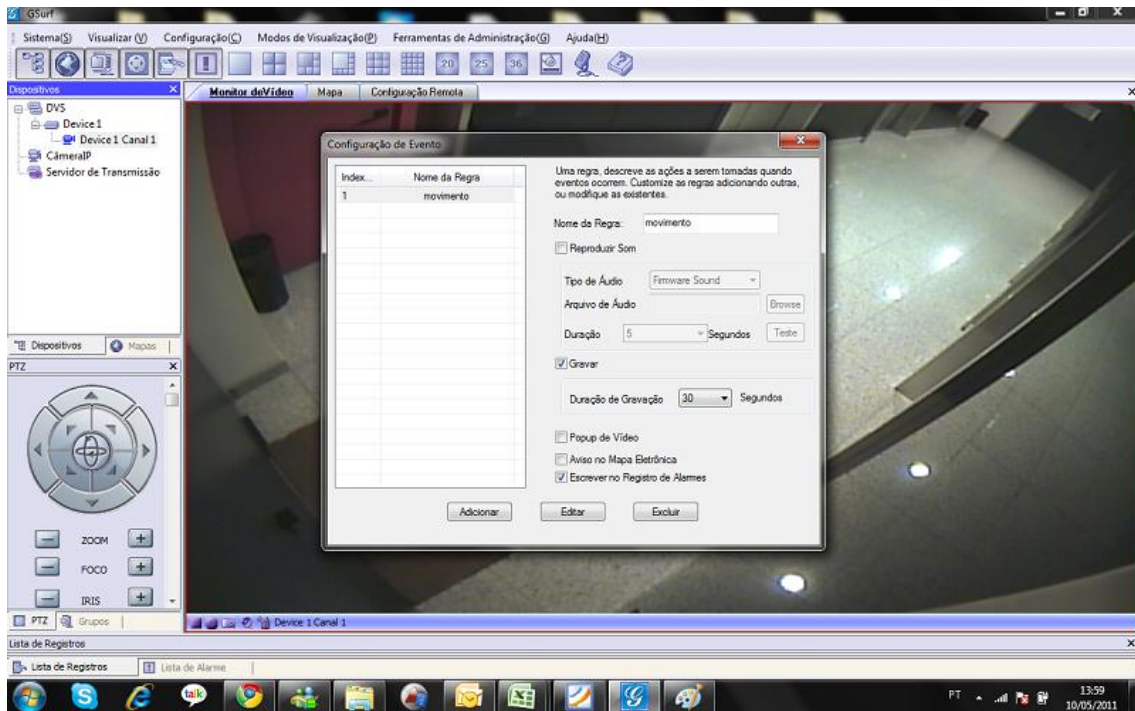 GSurf
Sistema(S) Visualizar (V) Configuração(C) Modos de Visualização(P) Ferramentas de Administração(G) Ajuda(H)
20 25 36
Dispositivos
Monitor deVídeo Mapa Configuração Remota
DVS
Device 1
Device 1 Canal 1
CâmeraIP
Servidor de Transmissão
Dispositivos Mapas
PTZ
ZOOM
FOCO
IRIS
PTZ Grupos
Configuração de Evento
Index... Nome da Regra
1 movimento
Uma regra, descreve as ações a serem tomadas quando
eventos ocorrem. Customize as regras adicionando outras,
ou modifique as existentes.
Nome da Regra: movimento
Reproduzir Som
Tipo de Áudio Firmware Sound
Arquivo de Áudio Browse
Duração 5 Segundos Teste
Gravar
Duração de Gravação 30 Segundos
Popup de Vídeo
Aviso no Mapa Eletrônica
Escrever no Registro de Alarmes
Adicionar Editar Excluir
Device 1 Canal 1
Lista de Registros
Lista de Registros Lista de Alarme
talk
PT 13:59
10/05/2011